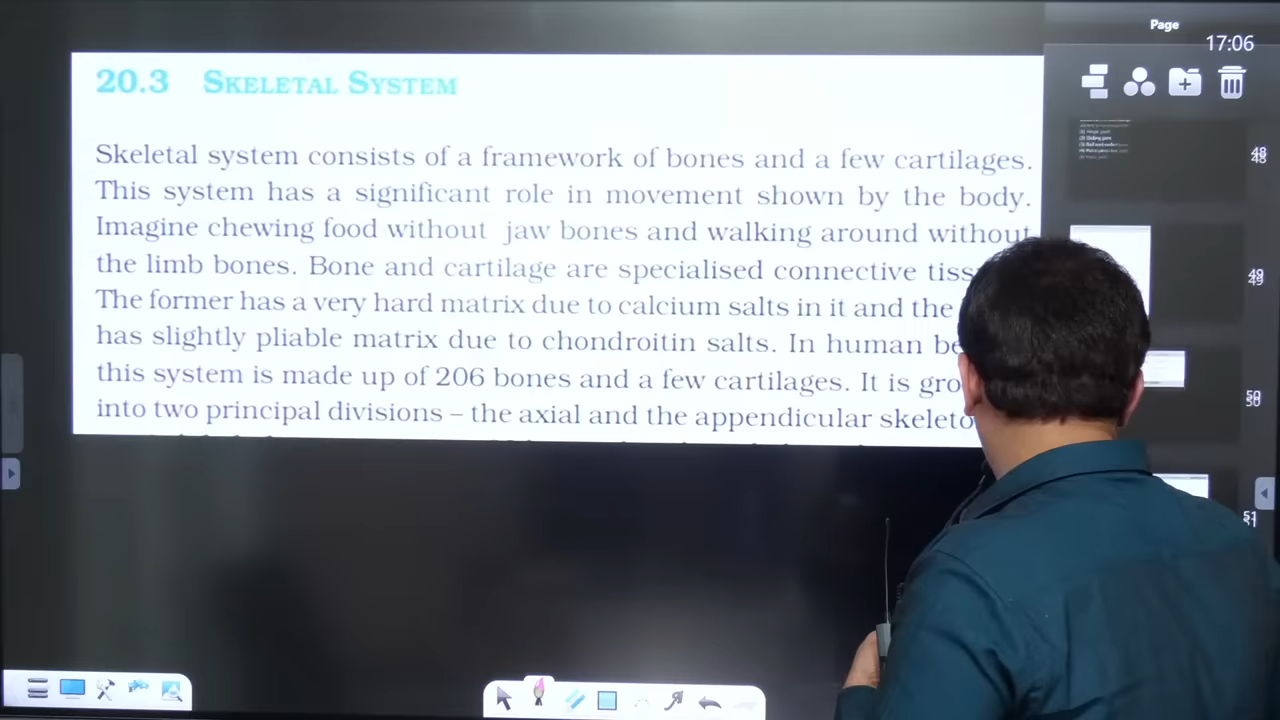 Page
17:06
20.3 SKELETAL SYSTEM
Skeletal system consists of a framework of bones and a few cartilages.
This system has a significant role in movement shown by the body.
Imagine chewing food without jaw bones and walking around without
the limb bones. Bone and cartilage are specialised connective tiss
The former has a very hard matrix due to calcium salts in it and the
has slightly pliable matrix due to chondroitin salts. In human be
this system is made up of 206 bones and a few cartilages. It is gro
into two principal divisions – the axial and the appendicular skeleto
48
49
50
51